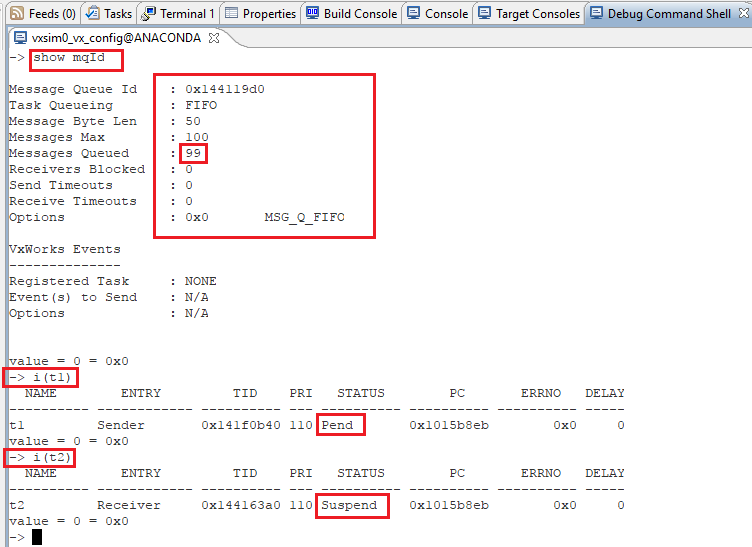 Feeds (0) Tasks Terminal 1 Properties Build Console Console Target Consoles Debug Command Shell
vxsim0_vx_config@ANACONDA
-> show mqId
Message Queue Id : 0x144119d0
Task Queueing : FIFO
Message Byte Len : 50
Messages Max : 100
Messages Queued : 99
Receivers Blocked : 0
Send Timeouts : 0
Receive Timeouts : 0
Options : 0x0 MSG_Q_FIFO
VxWorks Events
--------------
Registered Task : NONE
Event(s) to Send : N/A
Options : N/A
value = 0 = 0x0
-> i(t1)
NAME ENTRY TID PRI STATUS PC ERRNO DELAY
---------- ------------ ---------- --- ---------- ---------- ------- -----
t1 Sender 0x141f0b40 110 Pend 0x1015b8eb 0x0 0
value = 0 = 0x0
-> i(t2)
NAME ENTRY TID PRI STATUS PC ERRNO DELAY
---------- ------------ ---------- --- ---------- ---------- ------- -----
t2 Receiver 0x144163a0 110 Suspend 0x1015b8eb 0x0 0
value = 0 = 0x0
->